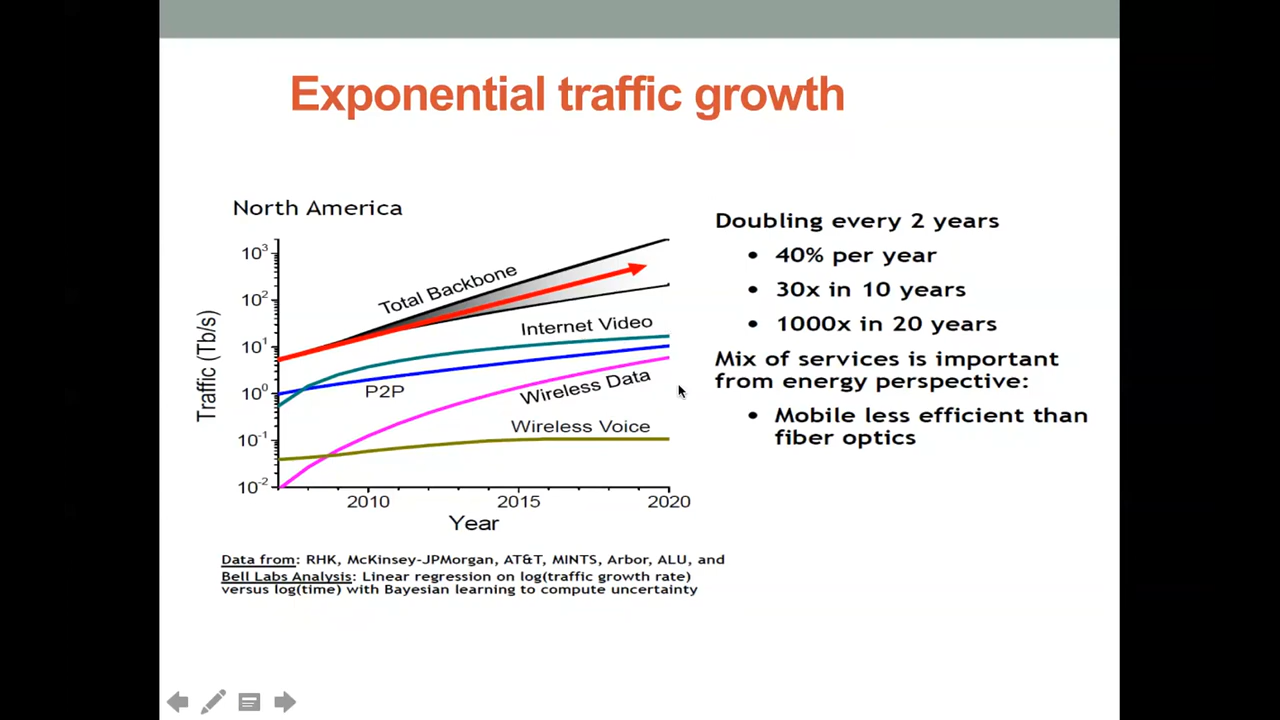 Exponential traffic growth
North America
10³
10²
10¹
10⁰
10⁻¹
10⁻²
Traffic (Tb/s)
Total Backbone
Internet Video
P2P
Wireless Data
Wireless Voice
2010 2015 2020
Year
Doubling every 2 years
• 40% per year
• 30x in 10 years
• 1000x in 20 years
Mix of services is important
from energy perspective:
• Mobile less efficient than
fiber optics
Data from: RHK, McKinsey-JPMorgan, AT&T, MINTS, Arbor, ALU, and
Bell Labs Analysis: Linear regression on log(traffic growth rate)
versus log(time) with Bayesian learning to compute uncertainty